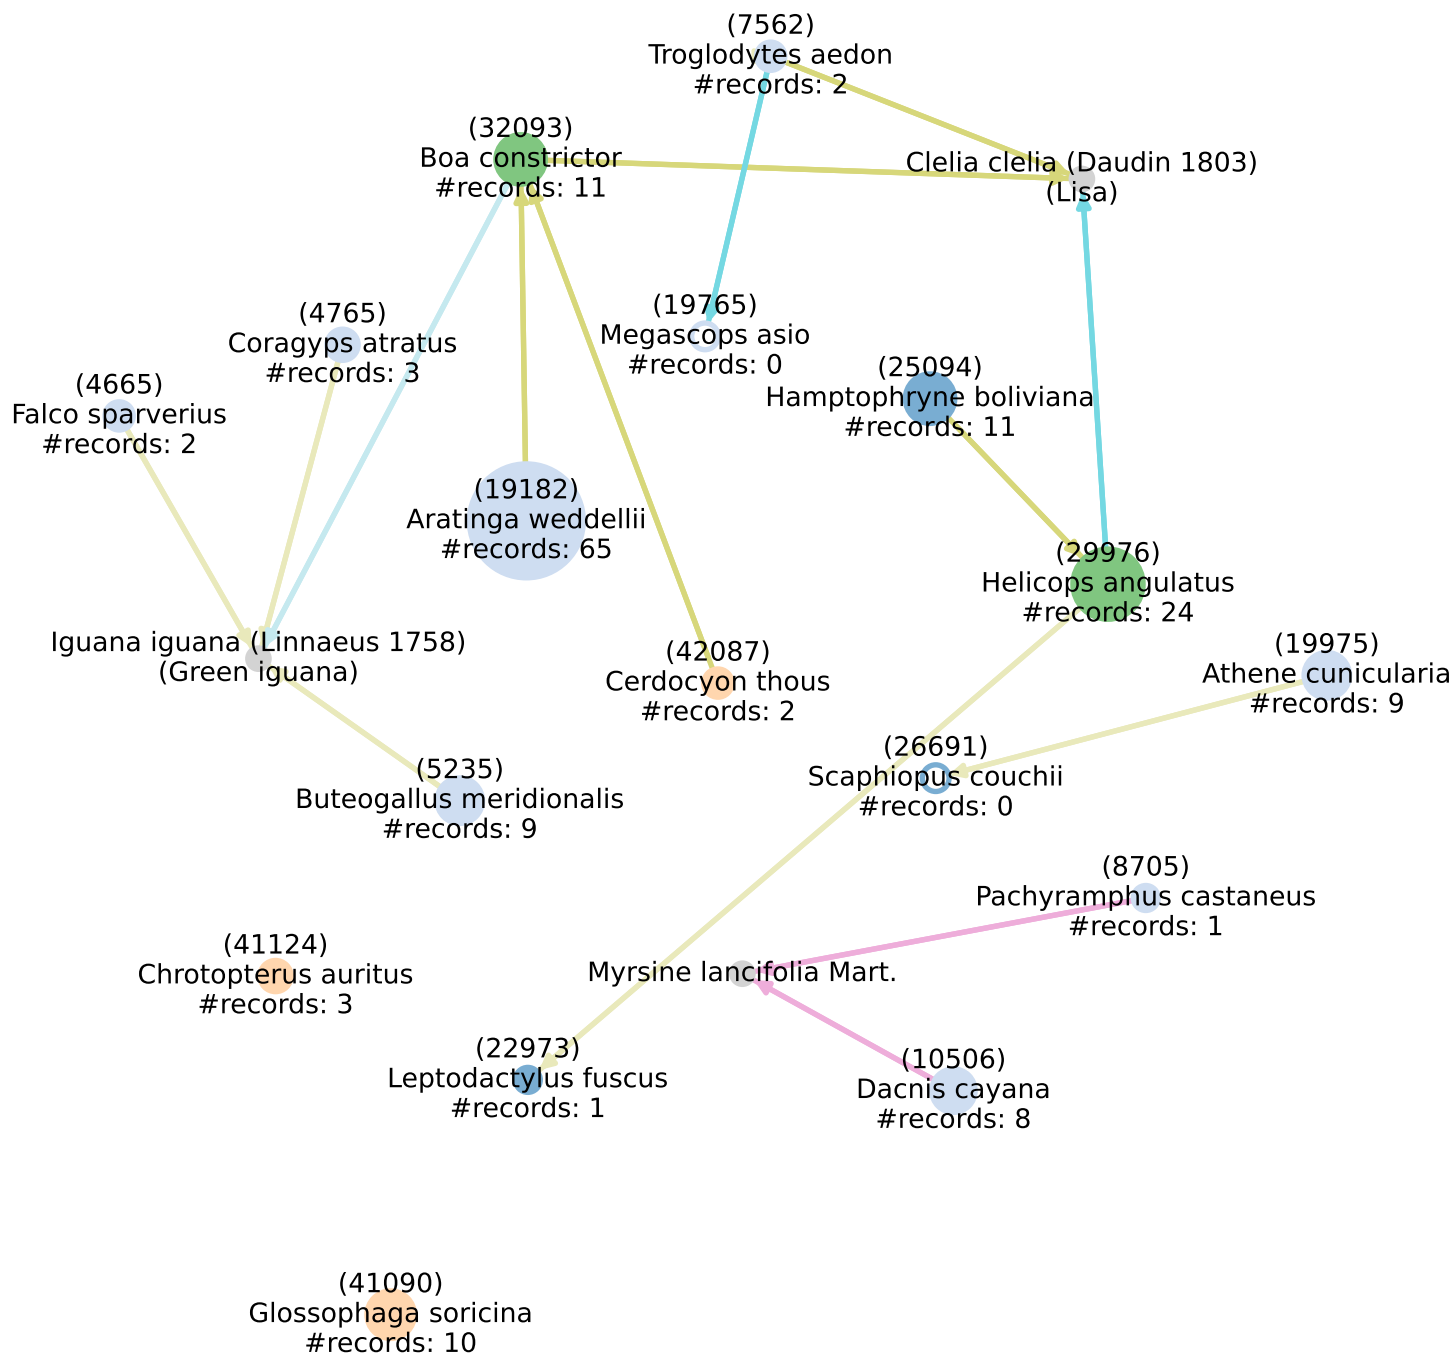 (7562)
Troglodytes aedon
#records: 2
(32093)
Boa constrictor
#records: 11
Clelia clelia (Daudin 1803)
(Lisa)
(4765)
Coragyps atratus
#records: 3
(19765)
Megascops asio
#records: 0
(4665)
Falco sparverius
#records: 2
(25094)
Hamptophryne boliviana
#records: 11
(19182)
Aratinga weddellii
#records: 65
(29976)
Helicops angulatus
#records: 24
Iguana iguana (Linnaeus 1758)
(Green iguana)
(42087)
Cerdocyon thous
#records: 2
(19975)
Athene cunicularia
#records: 9
(26691)
Scaphiopus couchii
#records: 0
(5235)
Buteogallus meridionalis
#records: 9
(8705)
Pachyramphus castaneus
#records: 1
(41124)
Chrotopterus auritus
#records: 3
Myrsine lancifolia Mart.
(22973)
Leptodactylus fuscus
#records: 1
(10506)
Dacnis cayana
#records: 8
(41090)
Glossophaga soricina
#records: 10